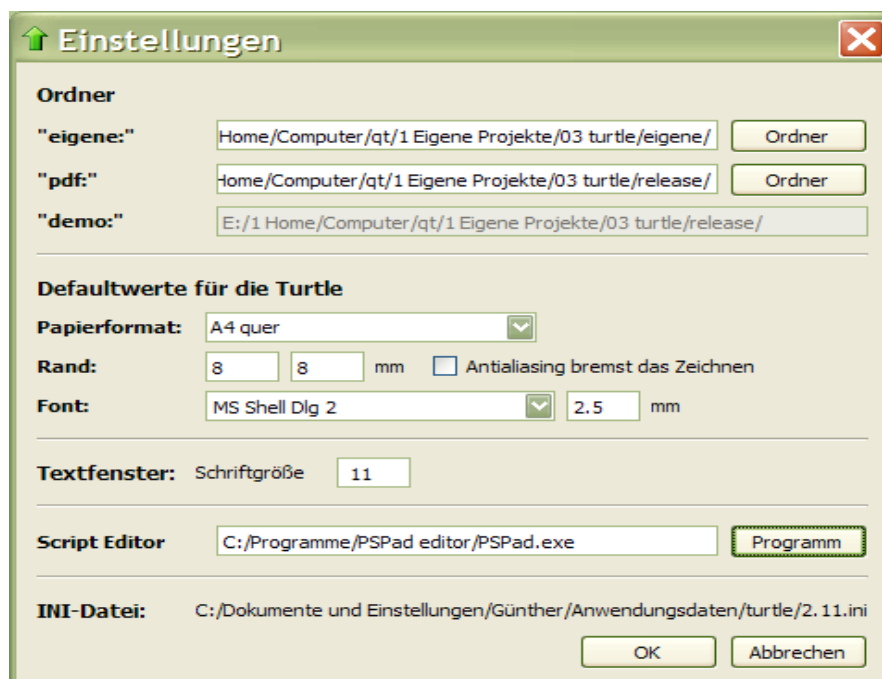 Einstellungen
Ordner
"eigene:" Home/Computer/qt/1 Eigene Projekte/03 turtle/eigene/ Ordner
"pdf:" Home/Computer/qt/1 Eigene Projekte/03 turtle/release/ Ordner
"demo:" E:/1 Home/Computer/qt/1 Eigene Projekte/03 turtle/release/
Defaultwerte für die Turtle
Papierformat: A4 quer
Rand: 8 8 mm Antialiasing bremst das Zeichnen
Font: MS Shell Dlg 2 2.5 mm
Textfenster: Schriftgröße 11
Script Editor C:/Programme/PSPad editor/PSPad.exe Programm
INI-Datei: C:/Dokumente und Einstellungen/Günther/Anwendungsdaten/turtle/2.11.ini
OK Abbrechen